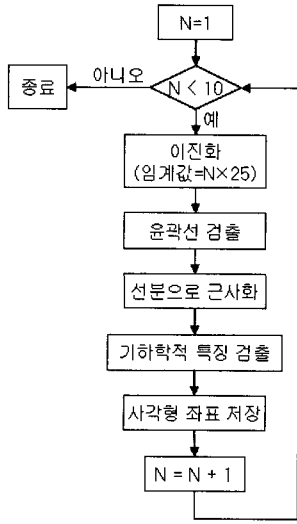 N=1
아니오
종료
N < 10
예
이진화
(임계값=N×25)
윤곽선 검출
선분으로 근사화
기하학적 특징 검출
사각형 좌표 저장
N = N + 1